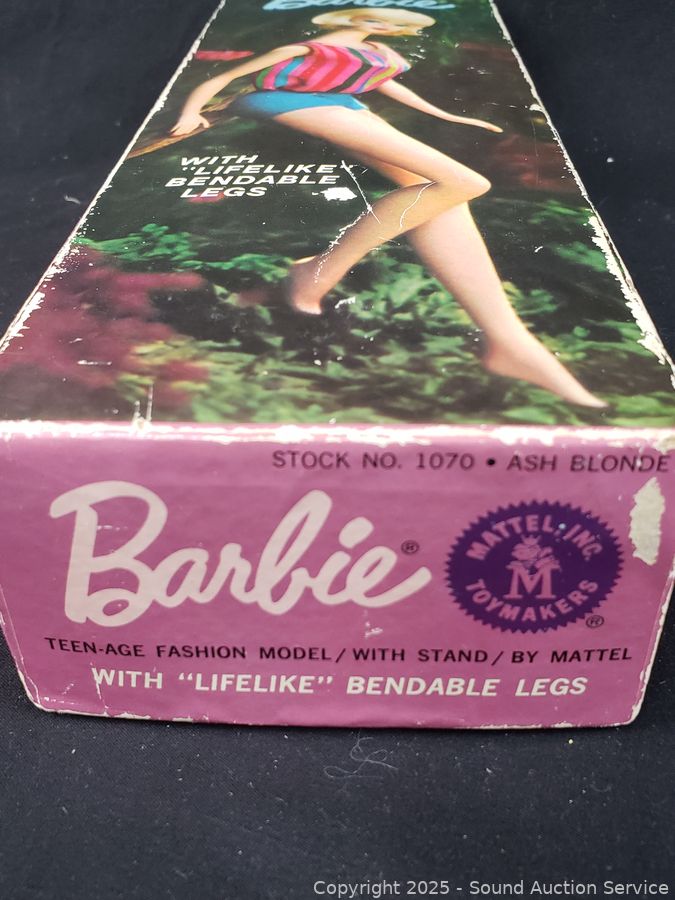 Barbie
WITH
"LIFELIKE"
BENDABLE
LEGS
STOCK NO. 1070 • ASH BLONDE
Barbie®
MATTEL, INC.
M
TOYMAKERS
®
TEEN-AGE FASHION MODEL/WITH STAND/BY MATTEL
WITH "LIFELIKE" BENDABLE LEGS
Copyright 2025 - Sound Auction Service